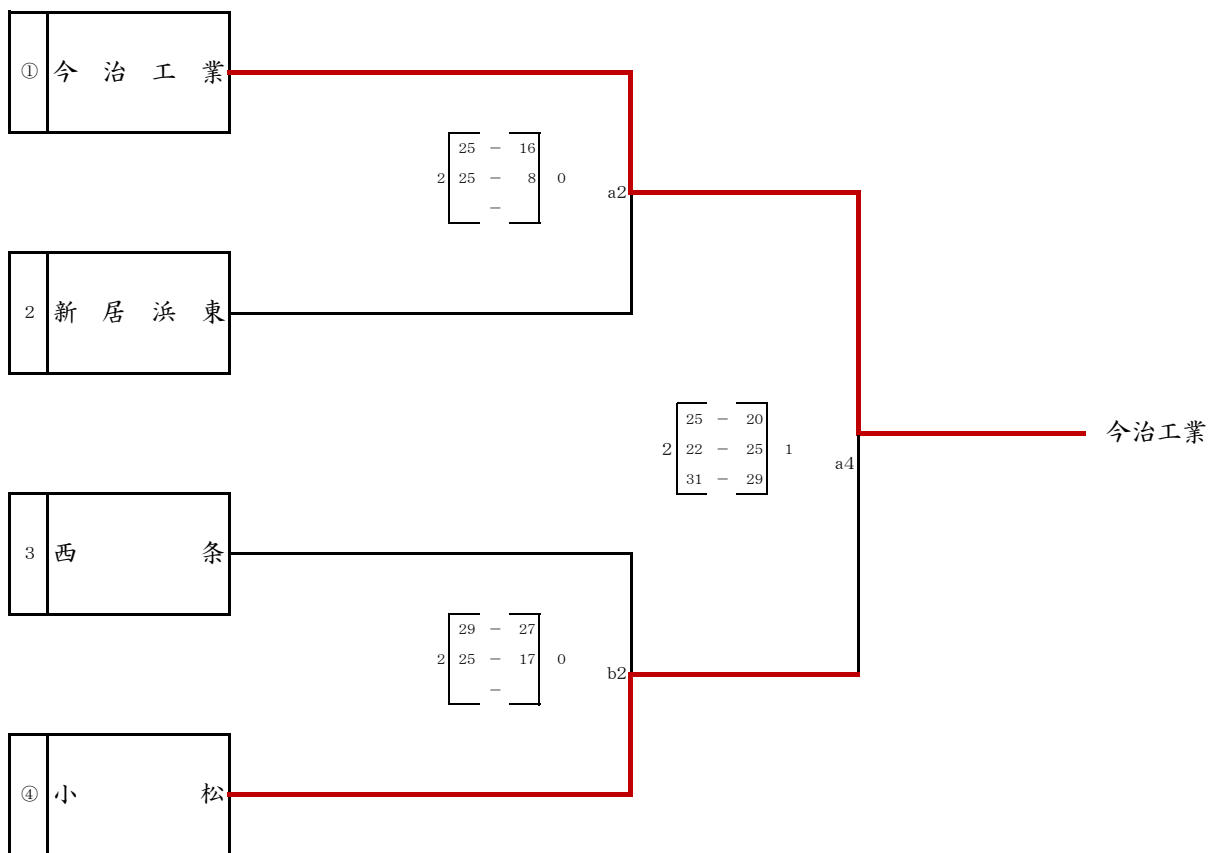 ① 今治工業
25 － 16
2 25 － 8 0
－
a2
2 新居浜東
25 － 20
2 22 － 25 1
31 － 29
a4
今治工業
3 西条
29 － 27
2 25 － 17 0
－
b2
④ 小松